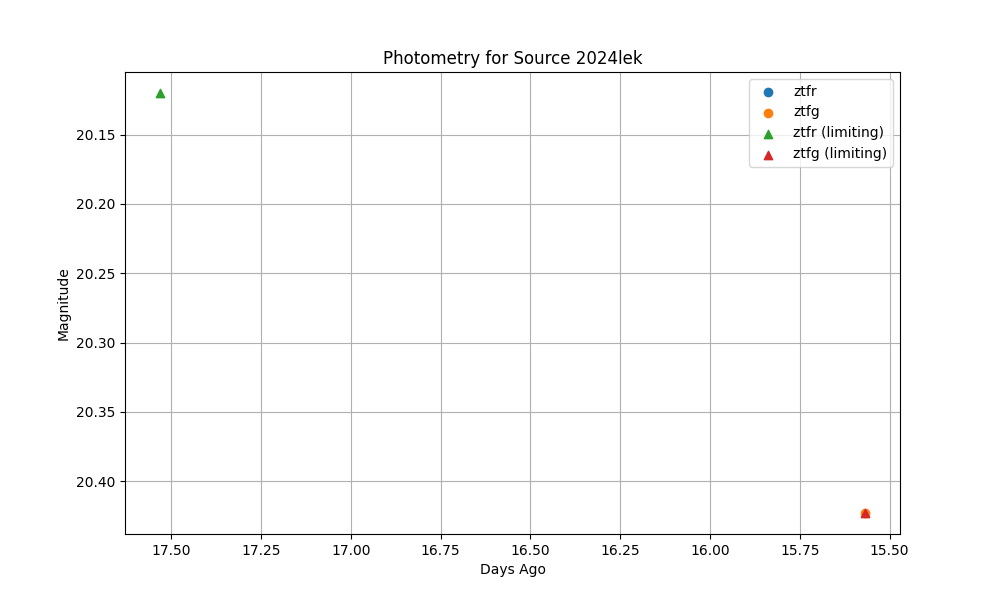 Photometry for Source 2024lek
ztfr
ztfg
ztfr (limiting)
ztfg (limiting)
Magnitude
20.15
20.20
20.25
20.30
20.35
20.40
17.50 17.25 17.00 16.75 16.50 16.25 16.00 15.75 15.50
Days Ago